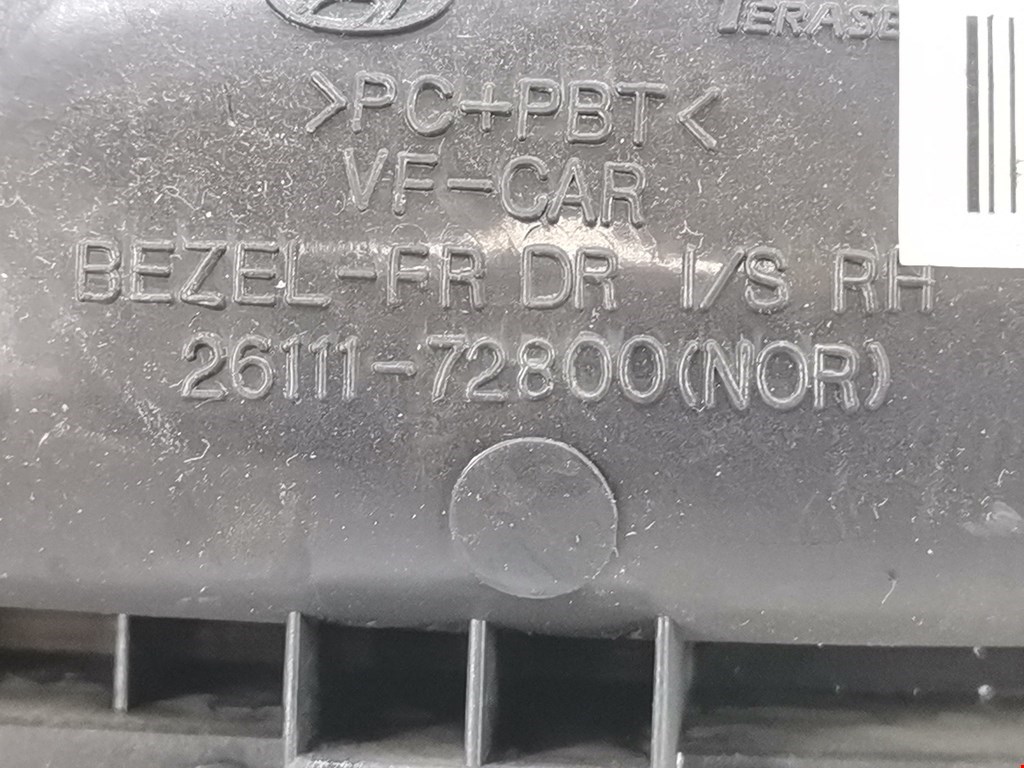 >PC+PBT<
VF-CAR
BEZEL-FR DR I/S RH
26111-72800(NOR)